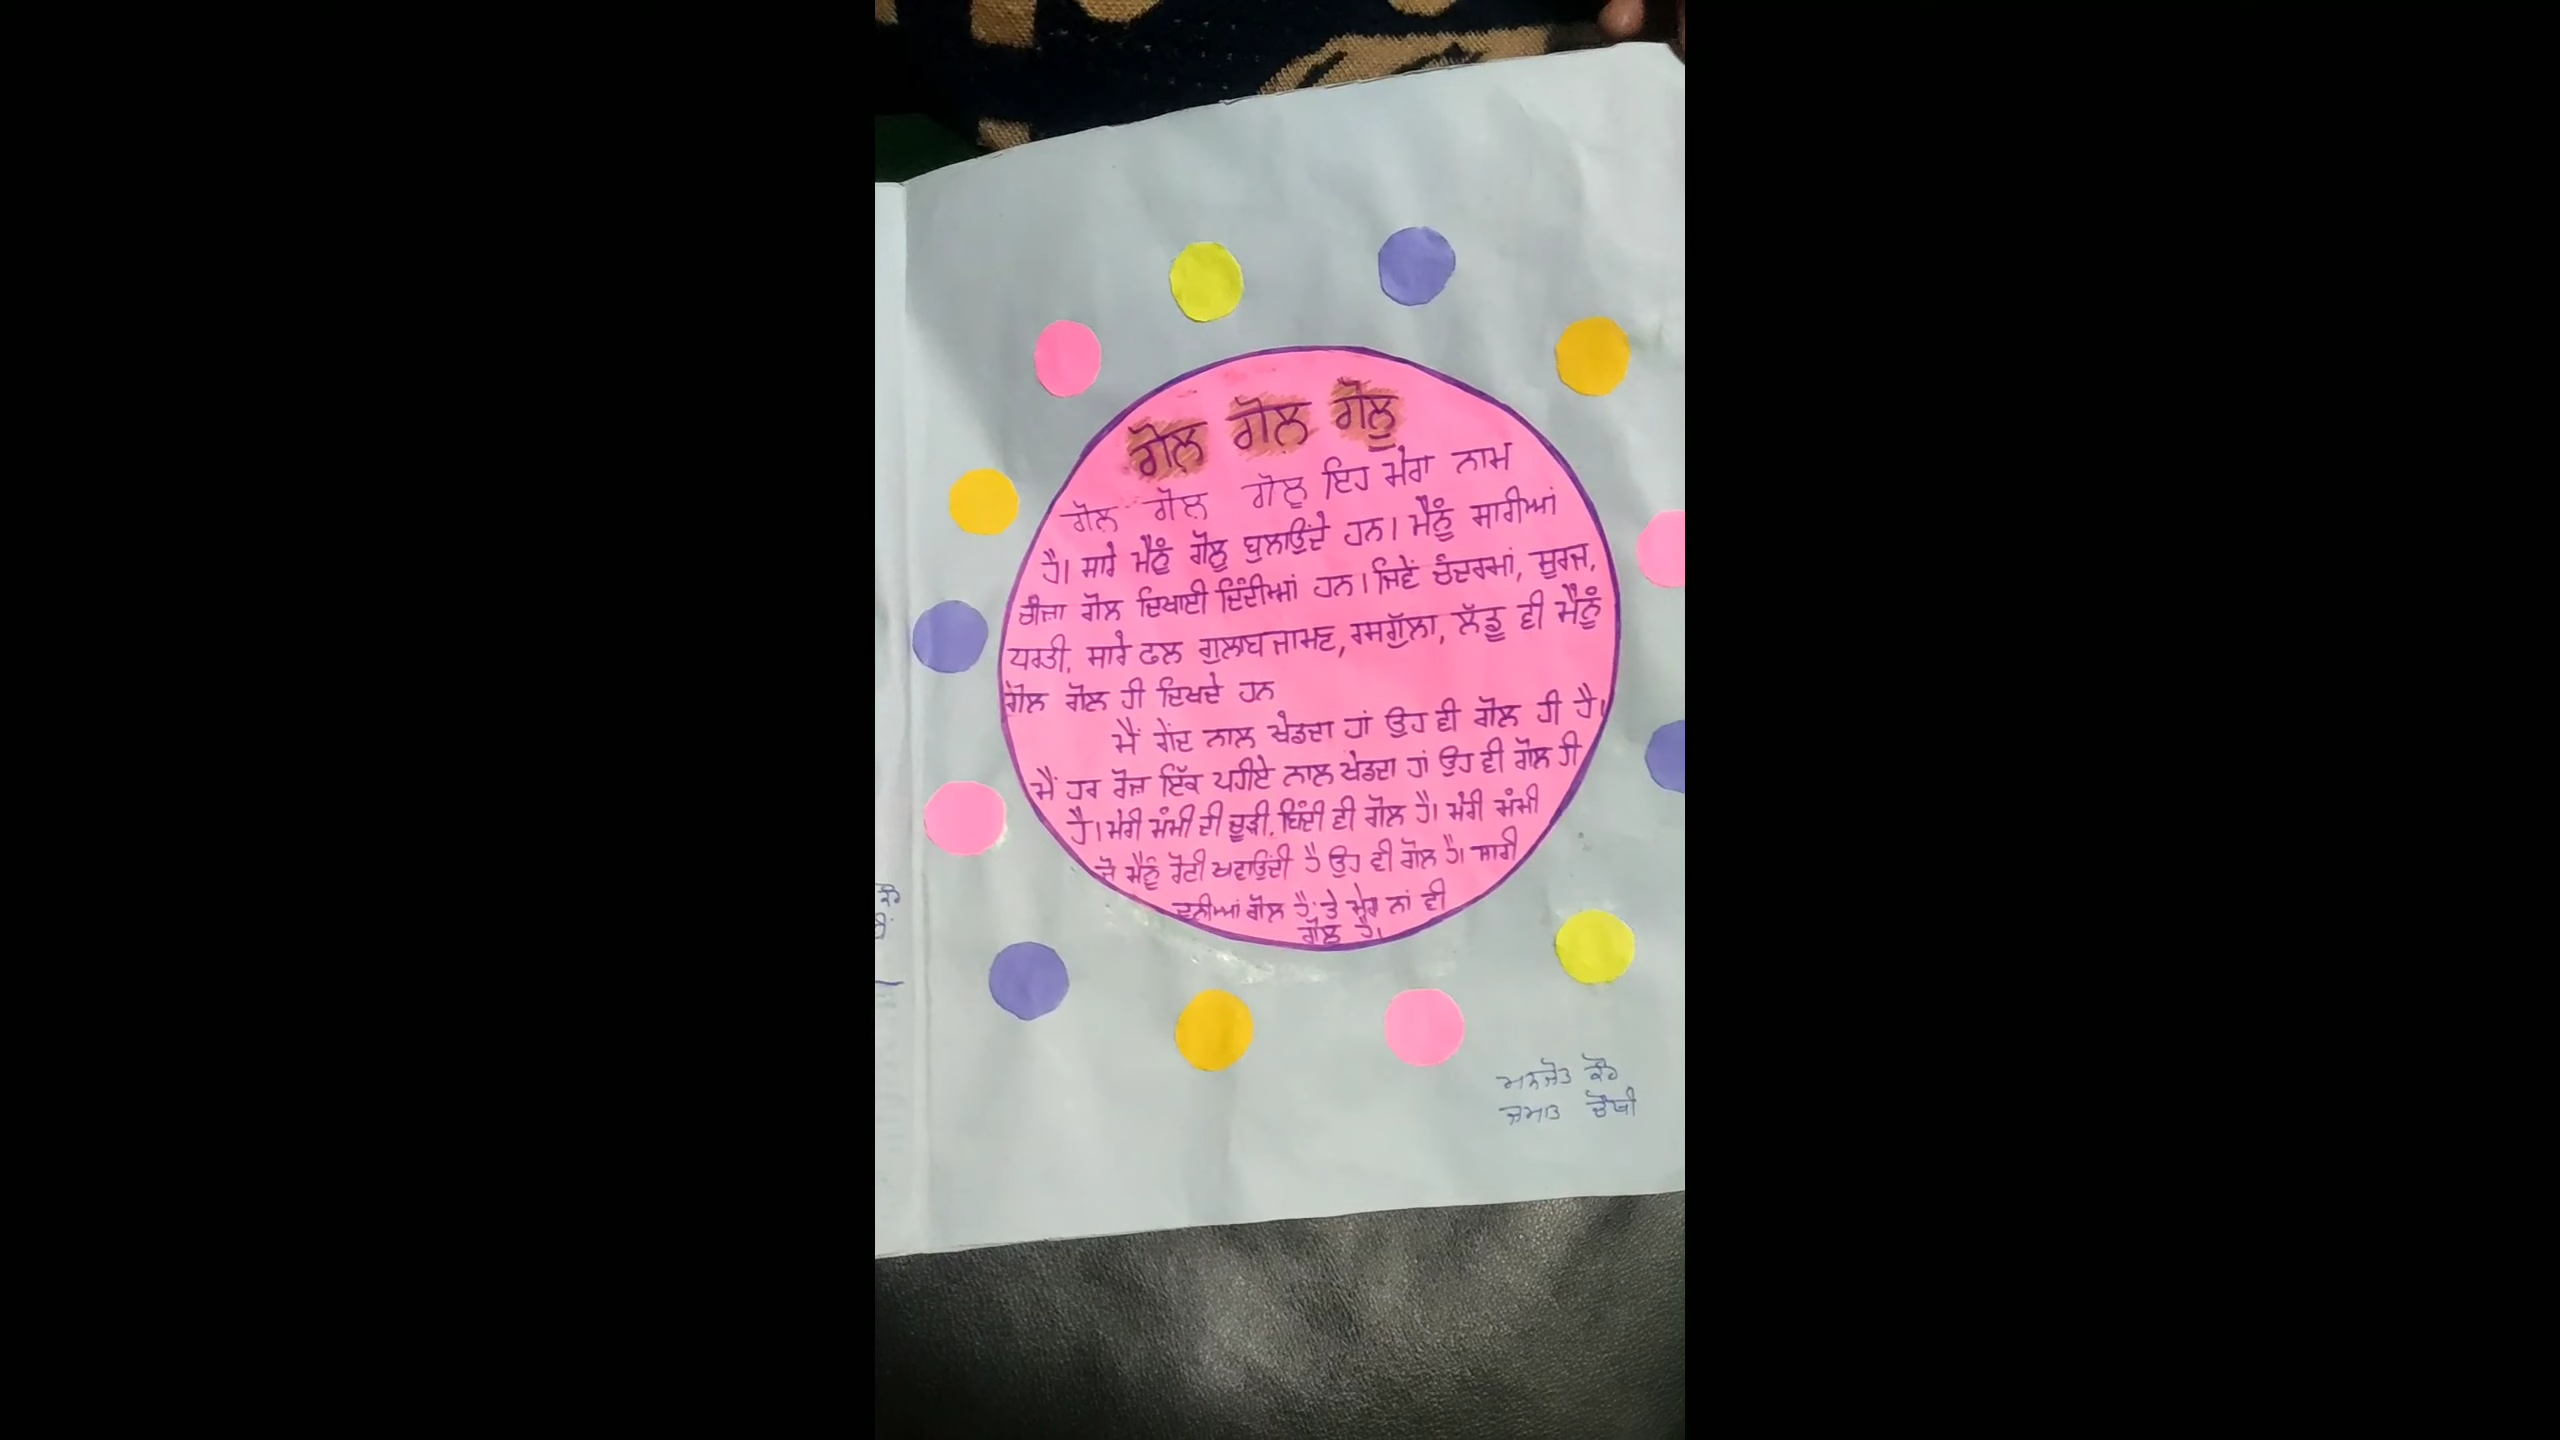 ਗੋਲ ਗੋਲ ਗੋਲੂ
ਗੋਲ ਗੋਲ ਗੋਲੂ ਇਹ ਮੇਰਾ ਨਾਮ
ਹੈ। ਸਾਰੇ ਮੈਨੂੰ ਗੋਲੂ ਬੁਲਾਉਂਦੇ ਹਨ। ਮੈਨੂੰ ਸਾਰੀਆਂ
ਚੀਜ਼ਾ ਗੋਲ ਦਿਖਾਈ ਦਿੰਦੀਆਂ ਹਨ। ਜਿਵੇਂ ਚੰਦਰਮਾਂ, ਸੂਰਜ,
ਧਰਤੀ, ਸਾਰੇ ਫਲ ਗੁਲਾਬ ਜਾਮਣ, ਰਸਗੁੱਲਾ, ਲੱਡੂ ਵੀ ਮੈਨੂੰ
ਗੋਲ ਗੋਲ ਹੀ ਦਿਖਦੇ ਹਨ
ਮੈਂ ਗੇਂਦ ਨਾਲ ਖੇਡਦਾ ਹਾਂ ਉਹ ਵੀ ਗੋਲ ਹੀ ਹੈ।
ਮੈਂ ਹਰ ਰੋਜ਼ ਇੱਕ ਪਹੀਏ ਨਾਲ ਖੇਡਦਾ ਹਾਂ ਉਹ ਵੀ ਗੋਲ ਹੀ
ਹੈ। ਮੇਰੀ ਮੰਮੀ ਦੀ ਚੂੜੀ, ਬਿੰਦੀ ਵੀ ਗੋਲ ਹੈ। ਮੇਰੀ ਮੰਮੀ
ਜੋ ਮੈਨੂੰ ਰੋਟੀ ਖਵਾਉਂਦੀ ਹੈ ਉਹ ਵੀ ਗੋਲ ਹੈ। ਸਾਰੀ
ਦੁਨੀਆਂ ਗੋਲ ਹੈ ਤੇ ਮੇਰਾ ਨਾਂ ਵੀ
ਗੋਲੂ ਹੈ।
ਮਨਜੋਤ ਕੌਰ
ਜਮਾਤ ਚੌਥੀ